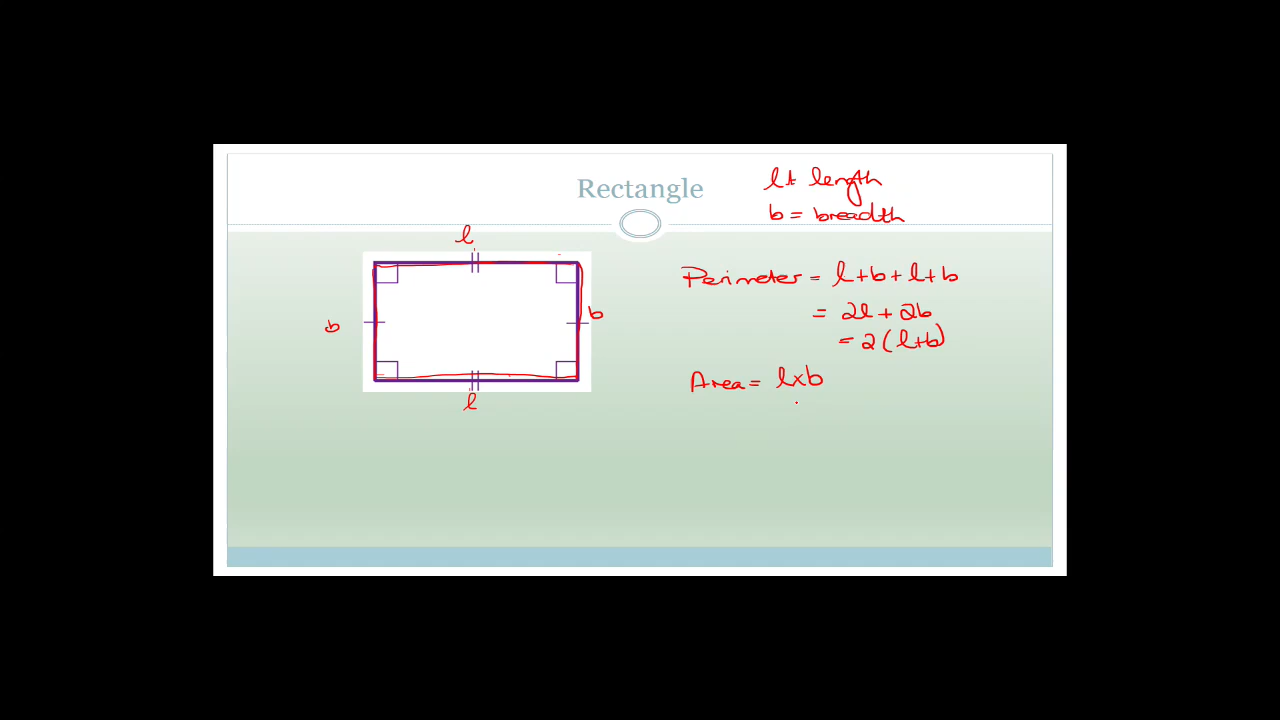 Rectangle
l = length
b = breadth
l
b
b
l
Perimeter = l+b+l+b
= 2l + 2b
= 2(l+b)
Area = l×b